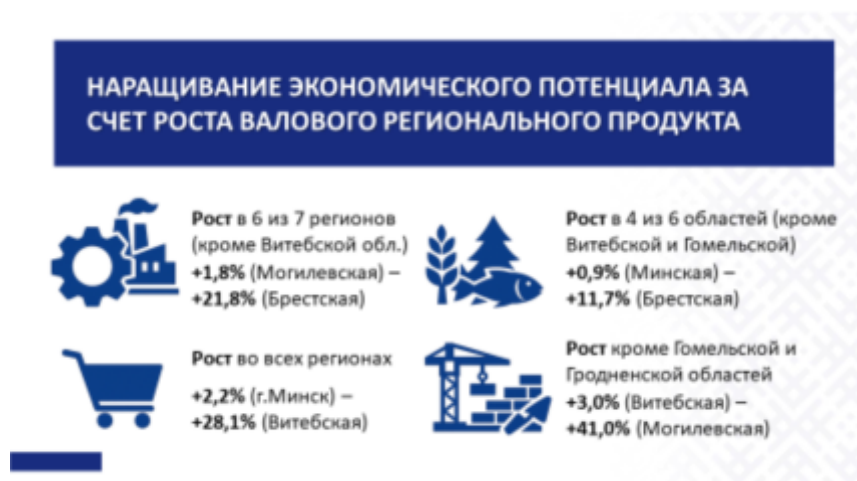 НАРАЩИВАНИЕ ЭКОНОМИЧЕСКОГО ПОТЕНЦИАЛА ЗА
СЧЕТ РОСТА ВАЛОВОГО РЕГИОНАЛЬНОГО ПРОДУКТА
Рост в 6 из 7 регионов
(кроме Витебской обл.)
+1,8% (Могилевская) –
+21,8% (Брестская)
Рост в 4 из 6 областей (кроме
Витебской и Гомельской)
+0,9% (Минская) –
+11,7% (Брестская)
Рост во всех регионах
+2,2% (г.Минск) –
+28,1% (Витебская)
Рост кроме Гомельской и
Гродненской областей
+3,0% (Витебская) –
+41,0% (Могилевская)